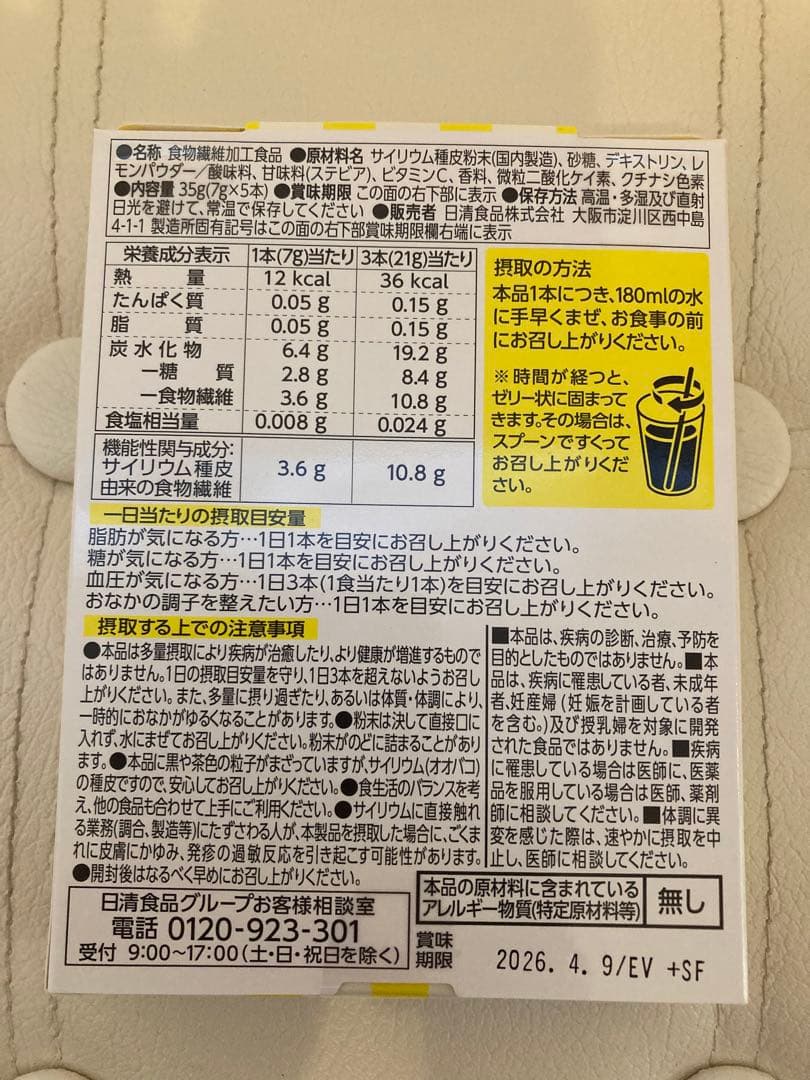 ●名称 食物繊維加工食品 ●原材料名 サイリウム種皮粉末(国内製造)、砂糖、デキストリン、レ
モンパウダー／酸味料、甘味料(ステビア)、ビタミンC、香料、微粒二酸化ケイ素、クチナシ色素
●内容量 35g(7g×5本) ●賞味期限 この面の右下部に表示 ●保存方法 高温・多湿及び直射
日光を避けて、常温で保存してください ●販売者 日清食品株式会社 大阪市淀川区西中島
4-1-1 製造所固有記号はこの面の右下部賞味期限欄右端に表示
栄養成分表示 1本(7g)当たり 3本(21g)当たり
熱量 12 kcal 36 kcal
たんぱく質 0.05 g 0.15 g
脂質 0.05 g 0.15 g
炭水化物 6.4 g 19.2 g
－糖質 2.8 g 8.4 g
－食物繊維 3.6 g 10.8 g
食塩相当量 0.008 g 0.024 g
機能性関与成分:
サイリウム種皮 3.6 g 10.8 g
由来の食物繊維
摂取の方法
本品1本につき、180mlの水
に手早くまぜ、お食事の前
にお召し上がりください。
※時間が経つと、
ゼリー状に固まって
きます。その場合は、
スプーンですくって
お召し上がりくだ
さい。
一日当たりの摂取目安量
脂肪が気になる方…1日1本を目安にお召し上がりください。
糖が気になる方…1日1本を目安にお召し上がりください。
血圧が気になる方…1日3本(1食当たり1本)を目安にお召し上がりください。
おなかの調子を整えたい方…1日1本を目安にお召し上がりください。
摂取する上での注意事項
●本品は多量摂取により疾病が治癒したり、より健康が増進するもので
はありません。1日の摂取目安量を守り、1日3本を超えないようお召し
上がりください。また、多量に摂り過ぎたり、あるいは体質・体調により、
一時的におなかがゆるくなることがあります。●粉末は決して直接口に
入れず、水にまぜてお召し上がりください。粉末がのどに詰まることがあり
ます。●本品に黒や茶色の粒子がまざっていますが、サイリウム(オオバコ)
の種皮ですので、安心してお召し上がりください。●食生活のバランスを考
え、他の食品も合わせて上手にご利用ください。●サイリウムに直接触れ
る業務(調合、製造等)にたずさわる人が、本製品を摂取した場合に、ごくま
れに皮膚にかゆみ、発疹の過敏反応を引き起こす可能性があります。
●開封後はなるべく早めにお召し上がりください。
■本品は、疾病の診断、治療、予防を
目的としたものではありません。■本
品は、疾病に罹患している者、未成年
者、妊産婦(妊娠を計画している者
を含む。)及び授乳婦を対象に開発
された食品ではありません。■疾病
に罹患している場合は医師に、医薬
品を服用している場合は医師、薬剤
師に相談してください。■体調に異
変を感じた際は、速やかに摂取を中
止し、医師に相談してください。
日清食品グループお客様相談室
電話 0120-923-301
受付 9:00～17:00(土・日・祝日を除く)
本品の原材料に含まれている
アレルギー物質(特定原材料等) 無し
賞味
期限 2026. 4. 9/EV +SF